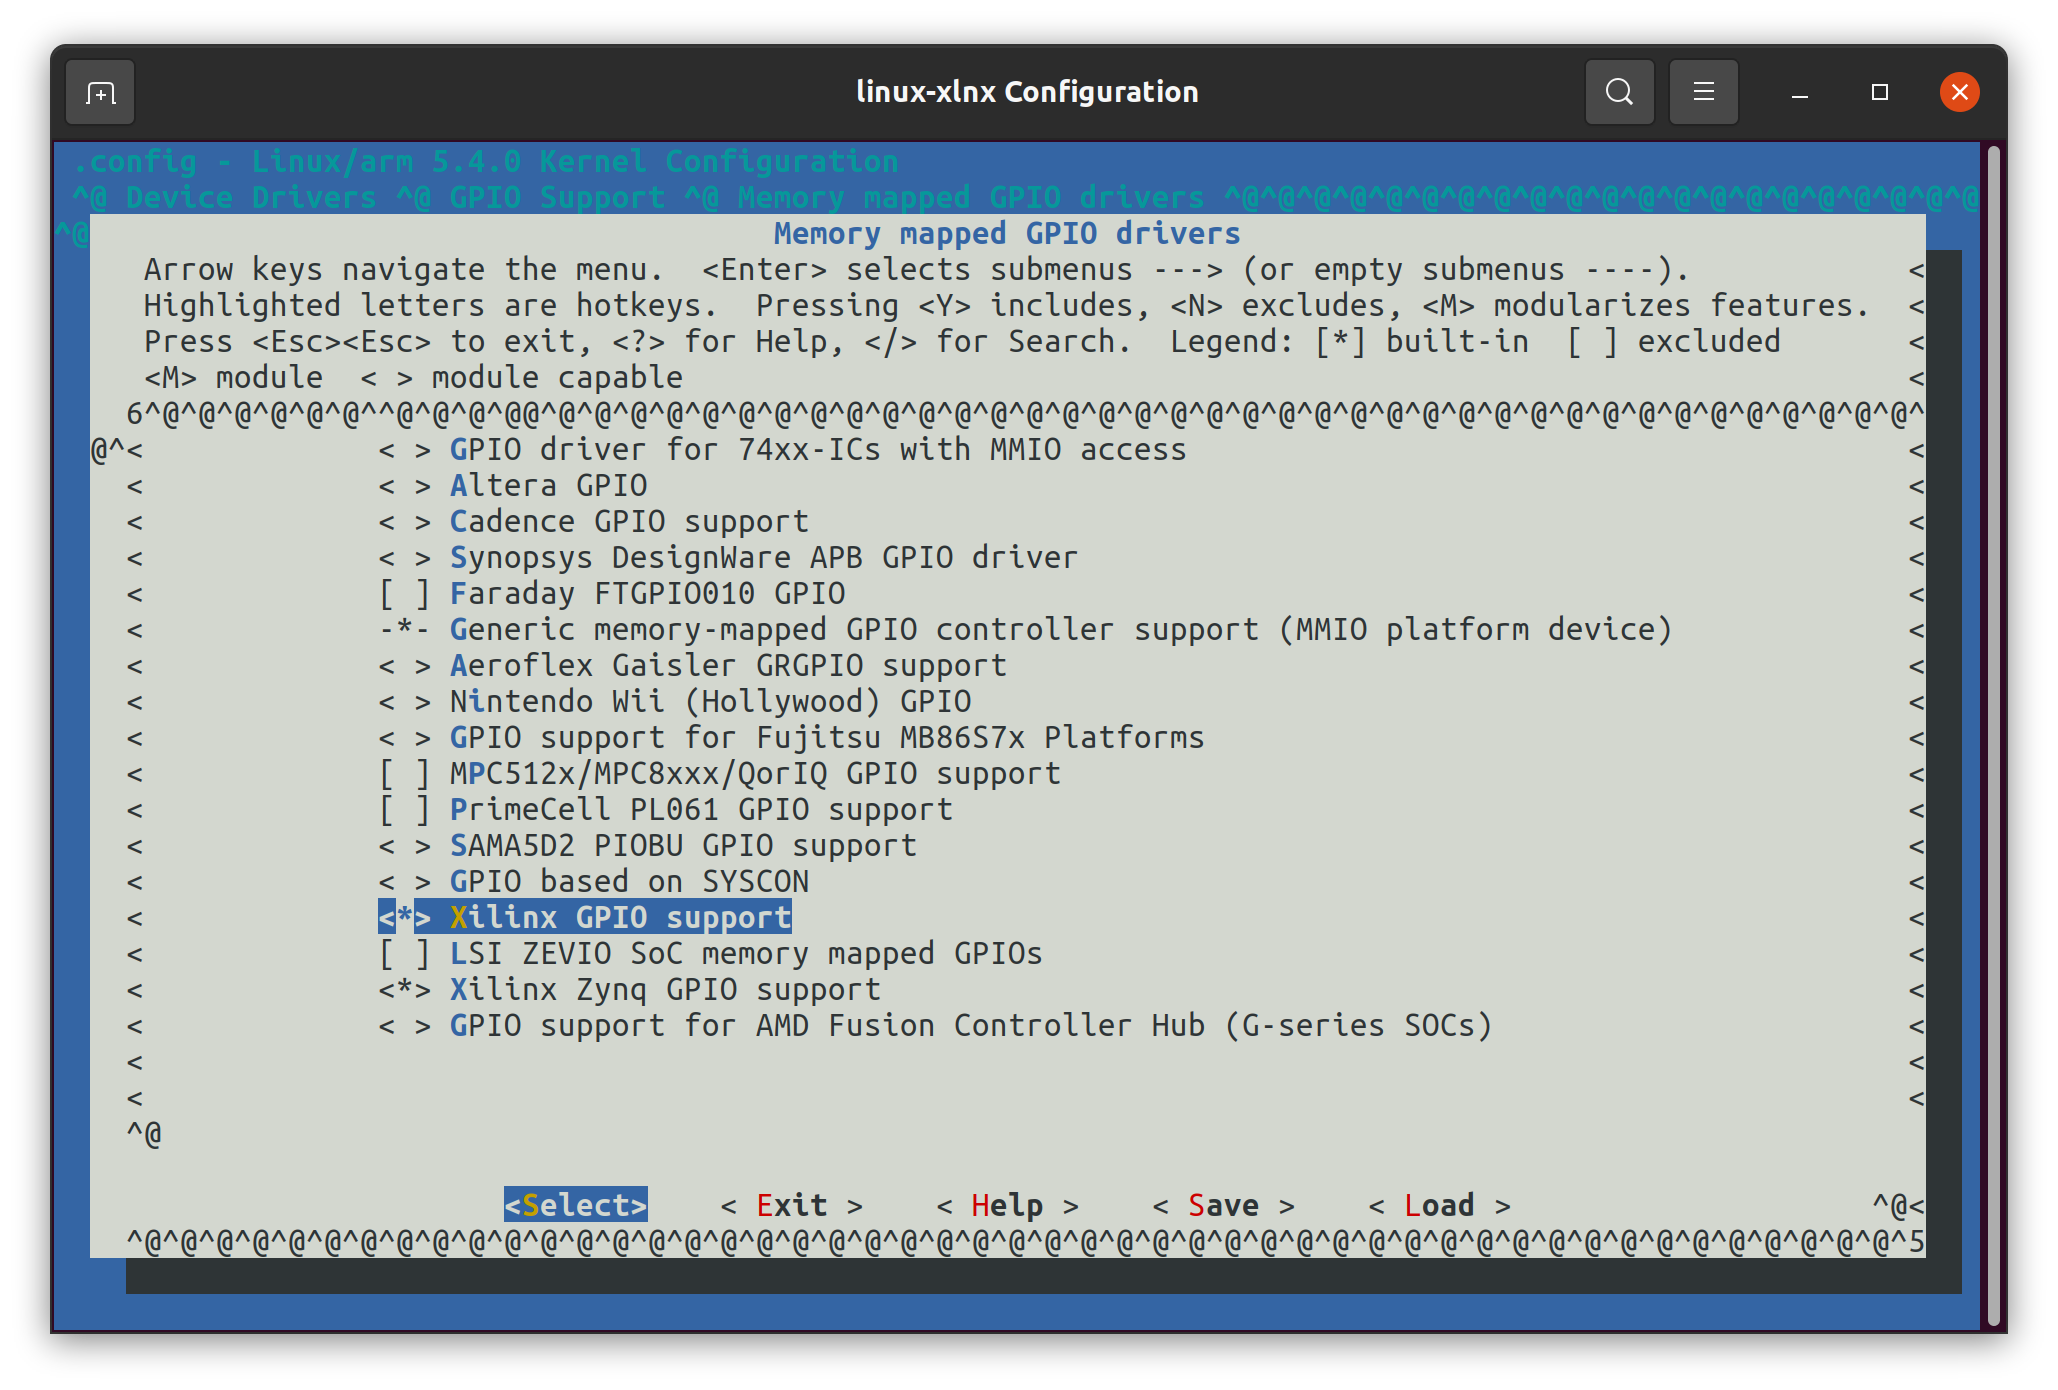 linux-xlnx Configuration
.config - Linux/arm 5.4.0 Kernel Configuration
^@ Device Drivers ^@ GPIO Support ^@ Memory mapped GPIO drivers ^@^@^@^@^@^@^@^@^@^@^@^@^@^@^@^@^@^@^@^@^@
^@ Memory mapped GPIO drivers
Arrow keys navigate the menu.  <Enter> selects submenus ---> (or empty submenus ----). <
Highlighted letters are hotkeys.  Pressing <Y> includes, <N> excludes, <M> modularizes features. <
Press <Esc><Esc> to exit, <?> for Help, </> for Search.  Legend: [*] built-in  [ ] excluded <
<M> module  < > module capable <
6^@^@^@^@^@^@^^@^@^@^@@^@^@^@^@^@^@^@^@^@^@^@^@^@^@^@^@^@^@^@^@^@^@^@^@^@^@^@^@^@^@^@^@^@^@^@^@^@^@^
@^< < > GPIO driver for 74xx-ICs with MMIO access <
< < > Altera GPIO <
< < > Cadence GPIO support <
< < > Synopsys DesignWare APB GPIO driver <
< [ ] Faraday FTGPIO010 GPIO <
< -*- Generic memory-mapped GPIO controller support (MMIO platform device) <
< < > Aeroflex Gaisler GRGPIO support <
< < > Nintendo Wii (Hollywood) GPIO <
< < > GPIO support for Fujitsu MB86S7x Platforms <
< [ ] MPC512x/MPC8xxx/QorIQ GPIO support <
< [ ] PrimeCell PL061 GPIO support <
< < > SAMA5D2 PIOBU GPIO support <
< < > GPIO based on SYSCON <
< <*> Xilinx GPIO support <
< [ ] LSI ZEVIO SoC memory mapped GPIOs <
< <*> Xilinx Zynq GPIO support <
< < > GPIO support for AMD Fusion Controller Hub (G-series SOCs) <
< <
< <
^@
<Select> < Exit > < Help > < Save > < Load > ^@<
^@^@^@^@^@^@^@^@^@^@^@^@^@^@^@^@^@^@^@^@^@^@^@^@^@^@^@^@^@^@^@^@^@^@^@^@^@^@^@^@^@^@^@^@^@^@^@^@^@^5